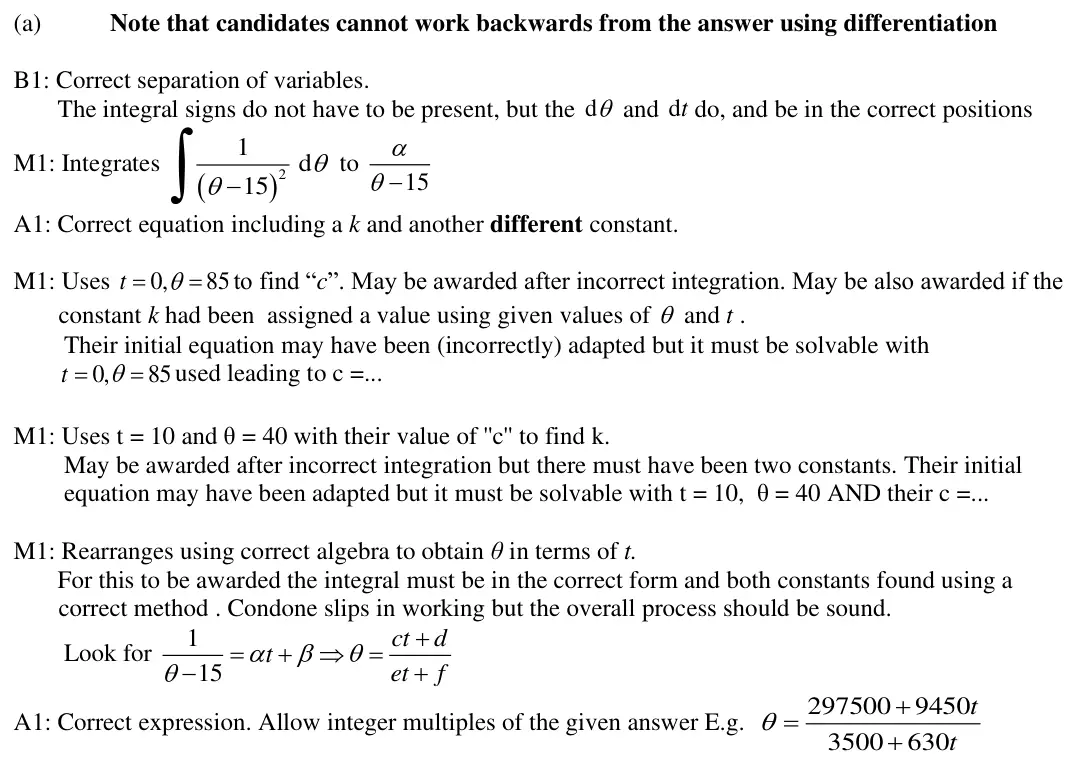 (a) Note that candidates cannot work backwards from the answer using differentiation
B1: Correct separation of variables.
The integral signs do not have to be present, but the dθ and dt do, and be in the correct positions
M1: Integrates ∫ 1/(θ−15)² dθ to α/(θ−15)
A1: Correct equation including a k and another different constant.
M1: Uses t = 0, θ = 85 to find “c”. May be awarded after incorrect integration. May be also awarded if the
constant k had been assigned a value using given values of θ and t .
Their initial equation may have been (incorrectly) adapted but it must be solvable with
t = 0, θ = 85 used leading to c =...
M1: Uses t = 10 and θ = 40 with their value of "c" to find k.
May be awarded after incorrect integration but there must have been two constants. Their initial
equation may have been adapted but it must be solvable with t = 10, θ = 40 AND their c =...
M1: Rearranges using correct algebra to obtain θ in terms of t.
For this to be awarded the integral must be in the correct form and both constants found using a
correct method . Condone slips in working but the overall process should be sound.
Look for 1/(θ−15) = αt + β ⇒ θ = (ct + d)/(et + f)
A1: Correct expression. Allow integer multiples of the given answer E.g. θ = (297500 + 9450t)/(3500 + 630t)